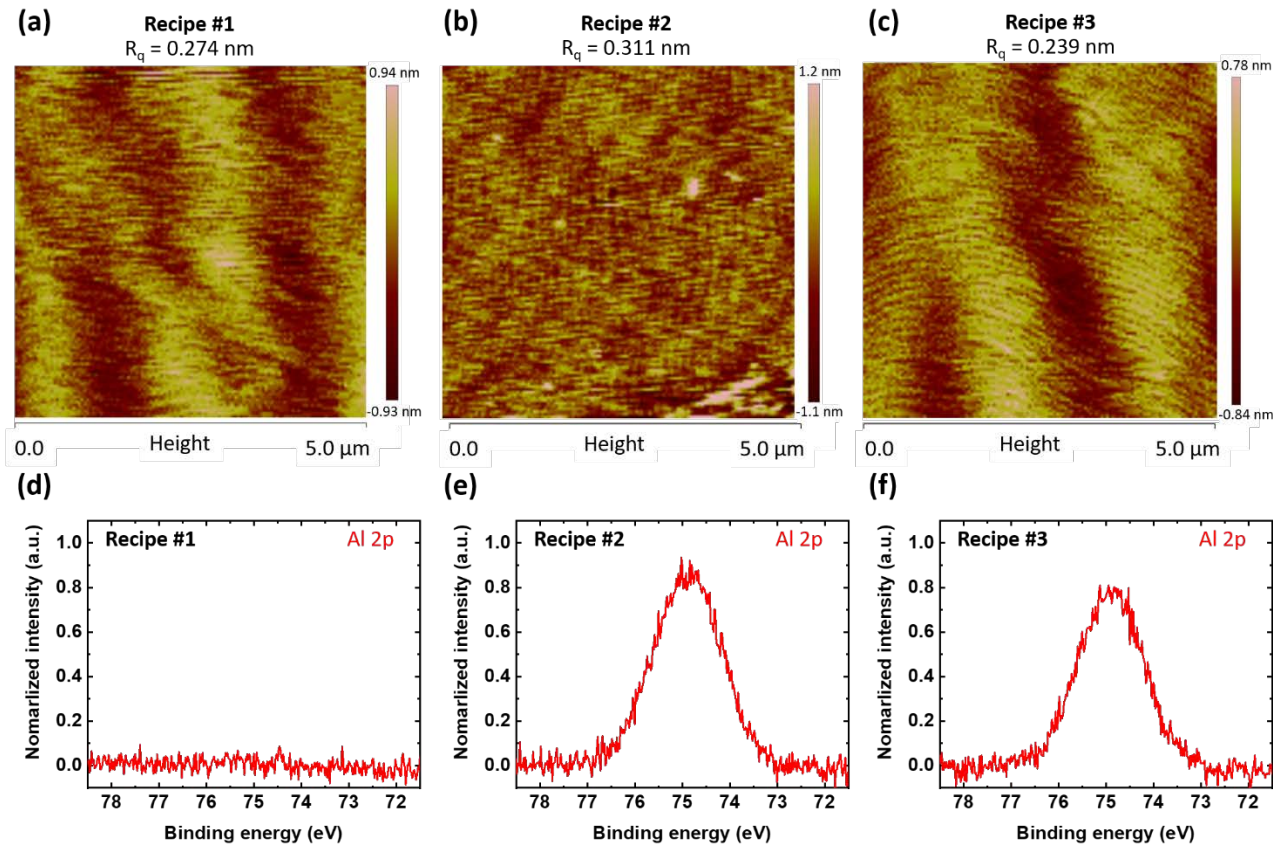 (a)
Recipe #1
R_q = 0.274 nm
0.94 nm
-0.93 nm
0.0
Height
5.0 µm
(b)
Recipe #2
R_q = 0.311 nm
1.2 nm
-1.1 nm
0.0
Height
5.0 µm
(c)
Recipe #3
R_q = 0.239 nm
0.78 nm
-0.84 nm
0.0
Height
5.0 µm
(d)
Recipe #1
Al 2p
Nomarlized intensity (a.u.)
1.0
0.8
0.6
0.4
0.2
0.0
78 77 76 75 74 73 72
Binding energy (eV)
(e)
Recipe #2
Al 2p
Nomarlized intensity (a.u.)
1.0
0.8
0.6
0.4
0.2
0.0
78 77 76 75 74 73 72
Binding energy (eV)
(f)
Recipe #3
Al 2p
Nomarlized intensity (a.u.)
1.0
0.8
0.6
0.4
0.2
0.0
78 77 76 75 74 73 72
Binding energy (eV)